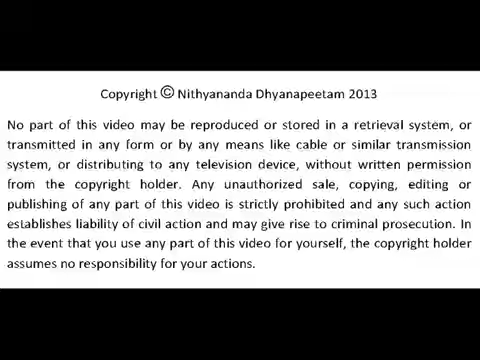 Copyright © Nithyananda Dhyanapeetam 2013
No part of this video may be reproduced or stored in a retrieval system, or
transmitted in any form or by any means like cable or similar transmission
system, or distributing to any television device, without written permission
from the copyright holder. Any unauthorized sale, copying, editing or
publishing of any part of this video is strictly prohibited and any such action
establishes liability of civil action and may give rise to criminal prosecution. In
the event that you use any part of this video for yourself, the copyright holder
assumes no responsibility for your actions.